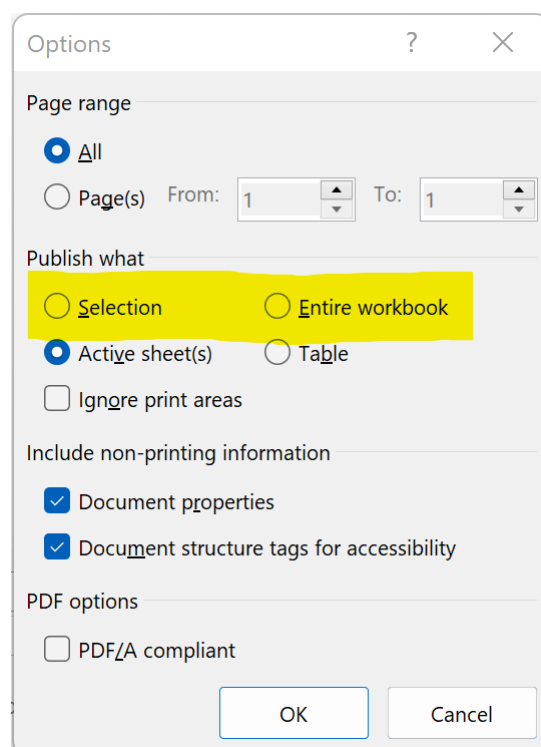 Options ?
Page range
All
Page(s) From: 1 To: 1
Publish what
Selection Entire workbook
Active sheet(s) Table
Ignore print areas
Include non-printing information
Document properties
Document structure tags for accessibility
PDF options
PDF/A compliant
OK Cancel